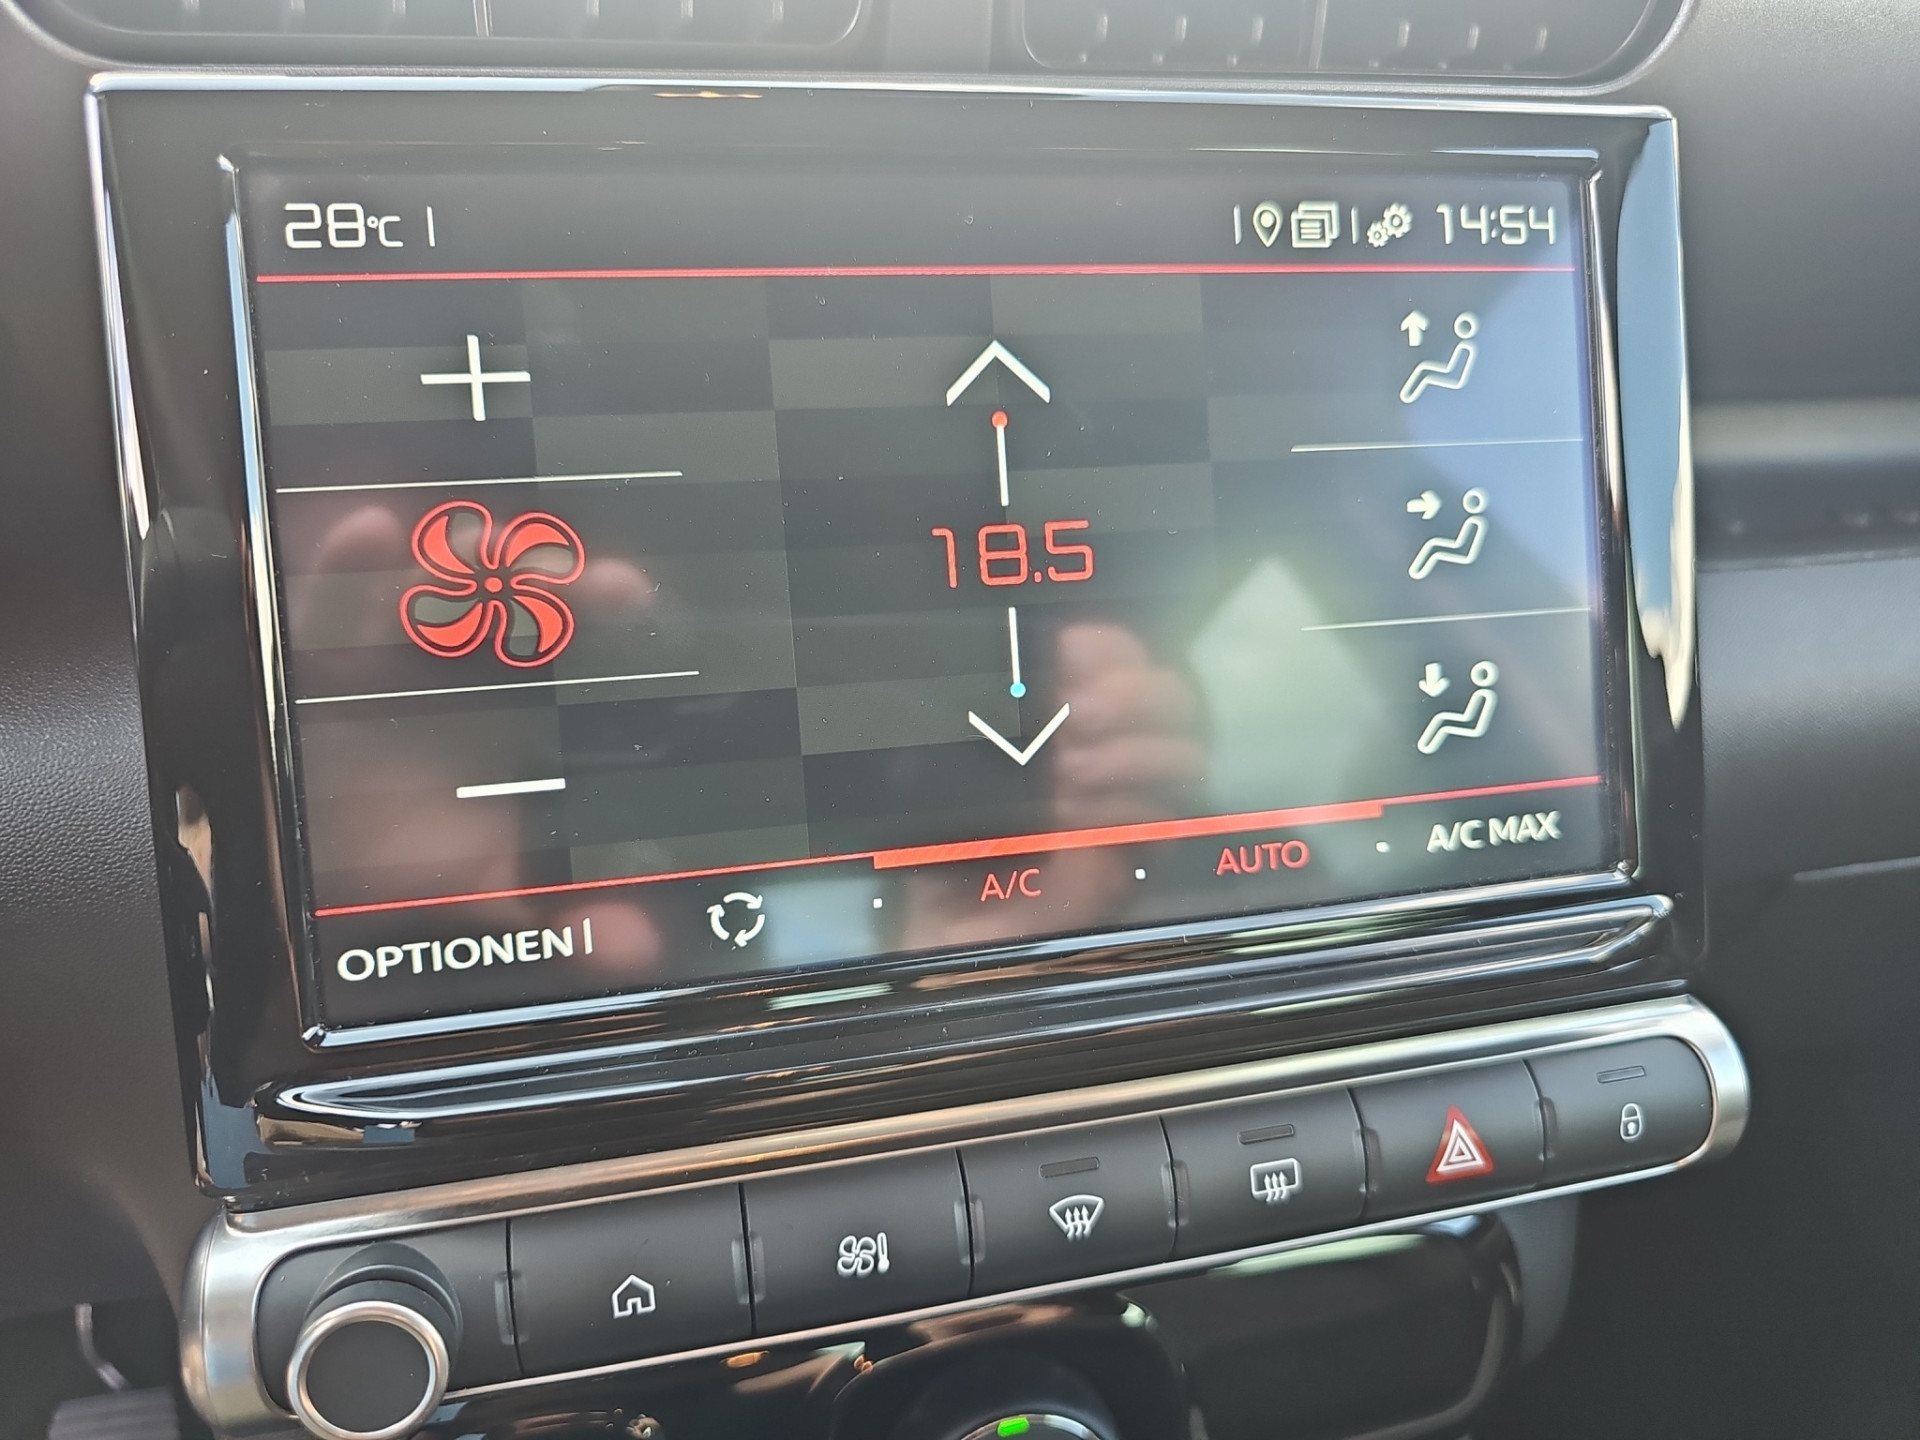 28°C
14:54
18.5
OPTIONEN
A/C
AUTO
A/C MAX